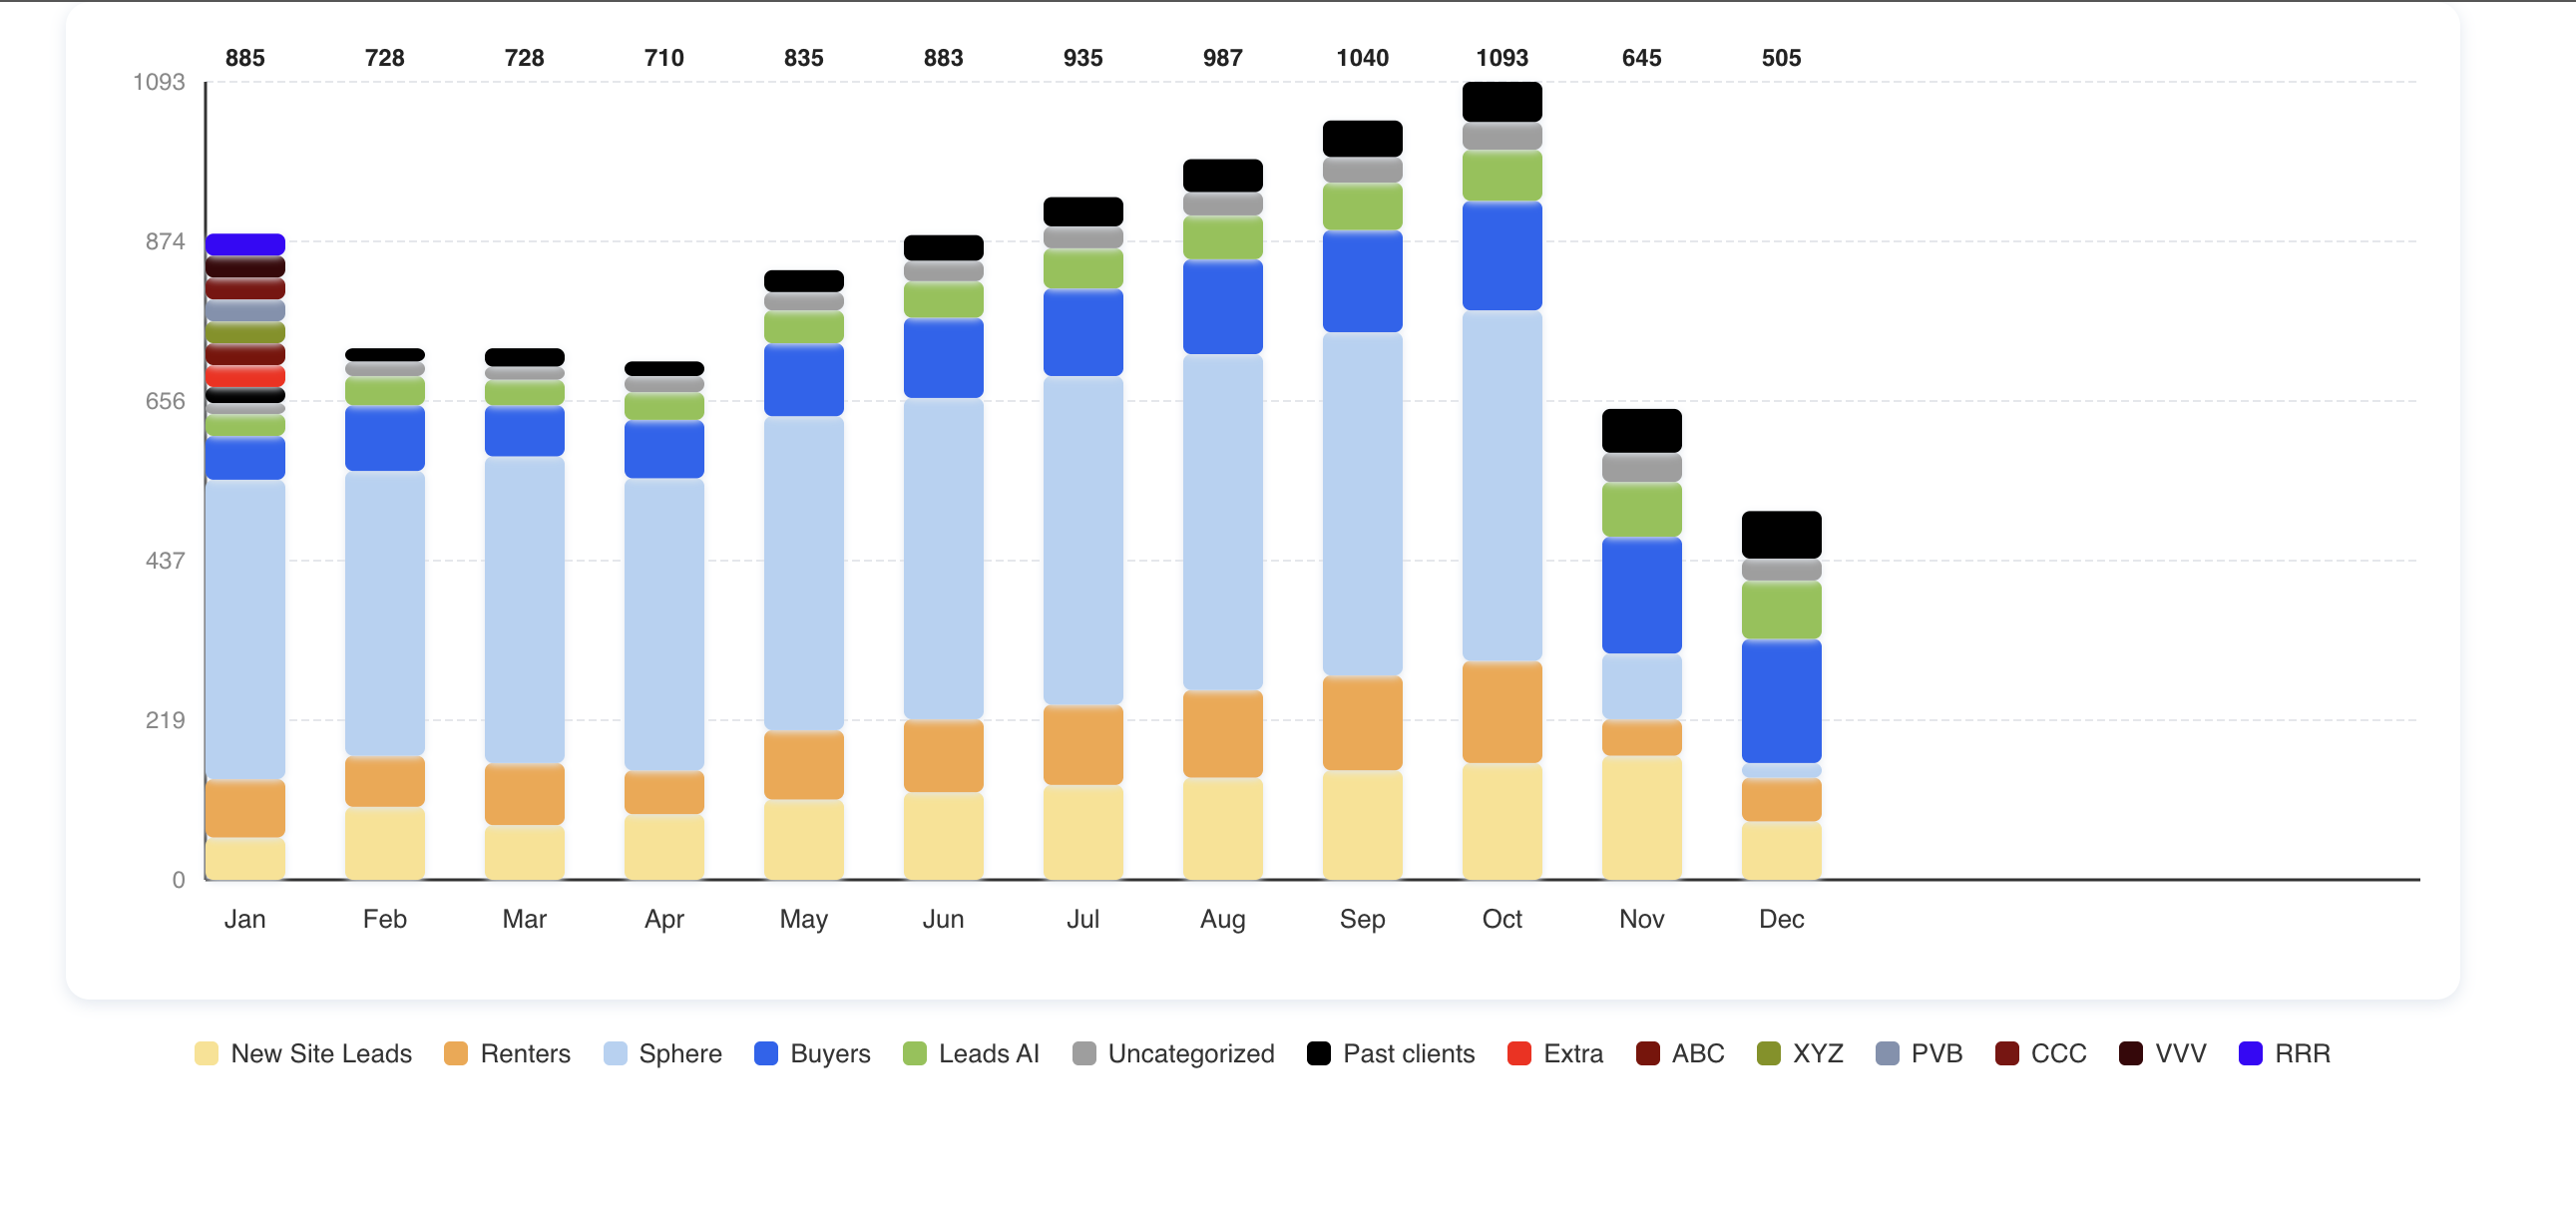 885 728 728 710 835 883 935 987 1040 1093 645 505
1093
874
656
437
219
0
Jan Feb Mar Apr May Jun Jul Aug Sep Oct Nov Dec
New Site Leads Renters Sphere Buyers Leads AI Uncategorized Past clients Extra ABC XYZ PVB CCC VVV RRR